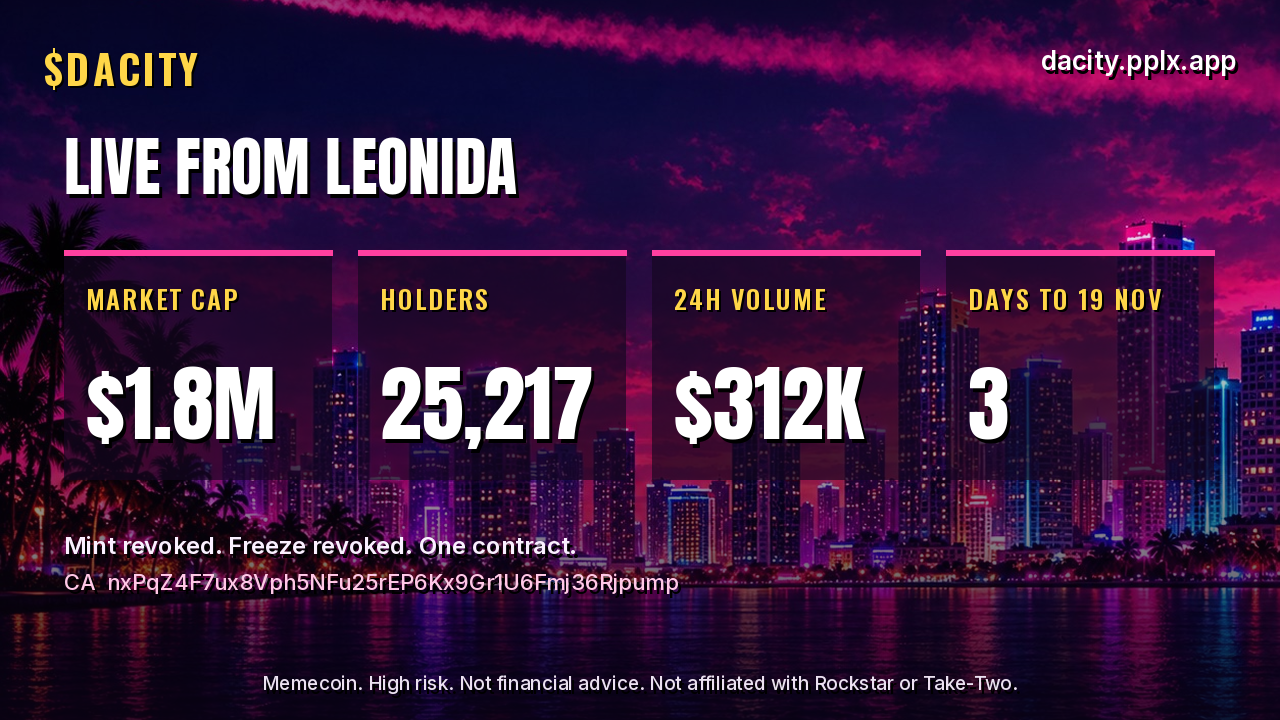 $DACITY
dacity.pplx.app
LIVE FROM LEONIDA
MARKET CAP
$1.8M
HOLDERS
25,217
24H VOLUME
$312K
DAYS TO 19 NOV
3
Mint revoked. Freeze revoked. One contract.
CA nxPqZ4F7ux8Vph5NFu25rEP6Kx9Gr1U6Fmj36Rjpump
Memecoin. High risk. Not financial advice. Not affiliated with Rockstar or Take-Two.